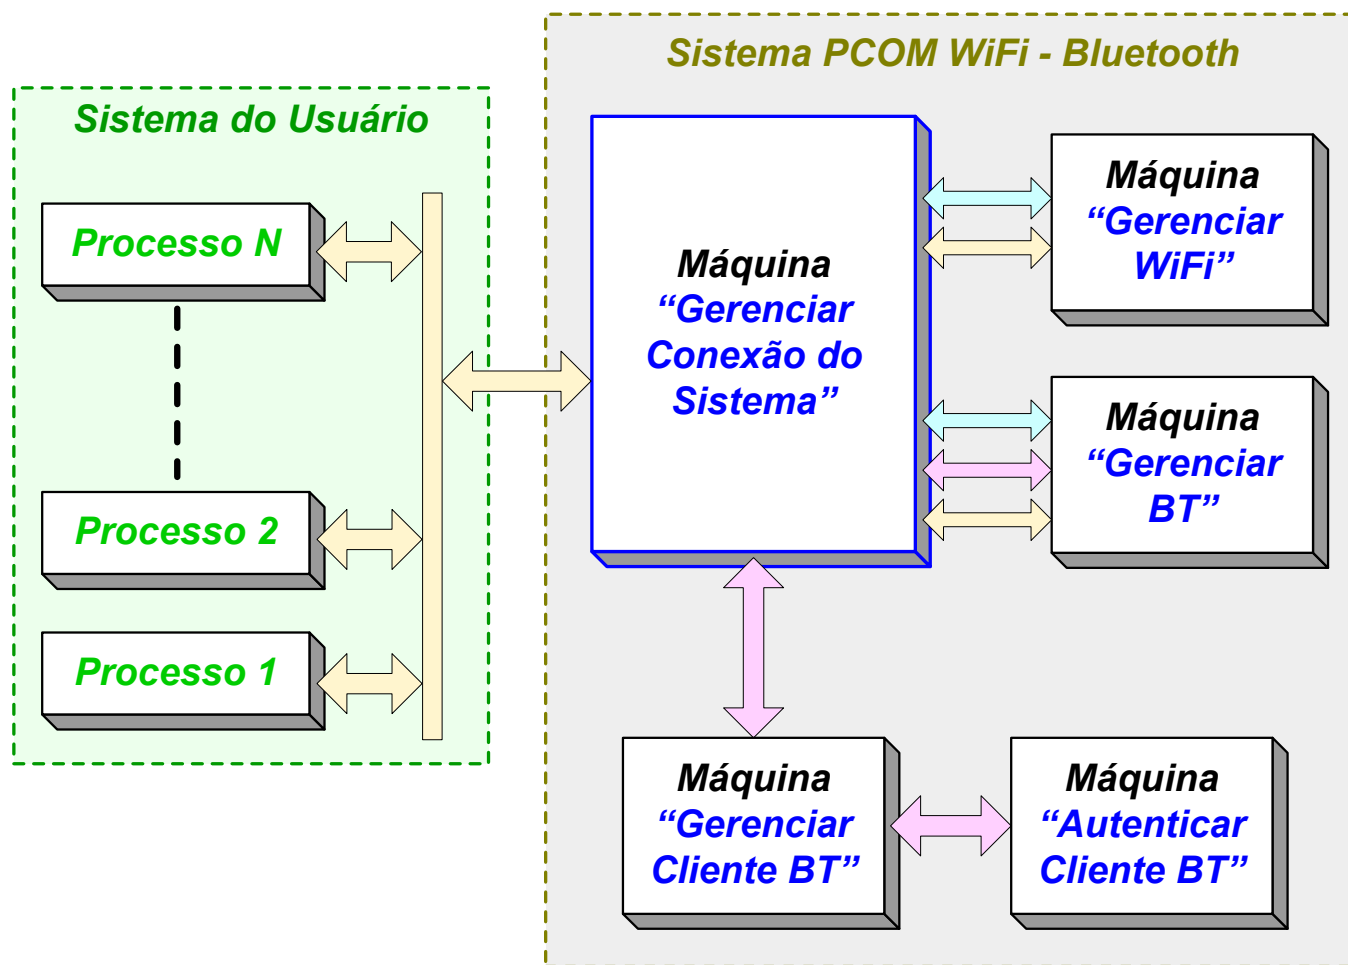 Sistema PCOM WiFi - Bluetooth
Sistema do Usuário
Processo N
Processo 2
Processo 1
Máquina
“Gerenciar
Conexão do
Sistema”
Máquina
“Gerenciar
WiFi”
Máquina
“Gerenciar
BT”
Máquina
“Gerenciar
Cliente BT”
Máquina
“Autenticar
Cliente BT”